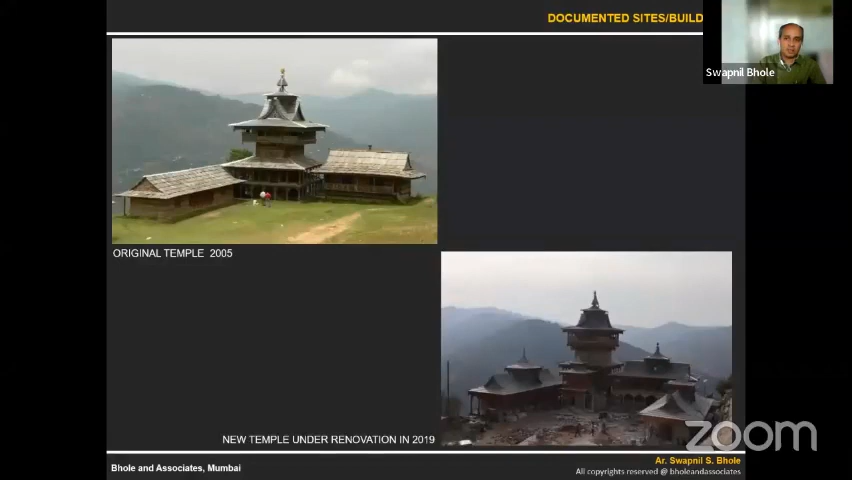 DOCUMENTED SITES/BUILD
Swapnil Bhole
ORIGINAL TEMPLE 2005
NEW TEMPLE UNDER RENOVATION IN 2019
zoom
Bhole and Associates, Mumbai
Ar. Swapnil S. Bhole
All copyrights reserved @ bholeandassociates